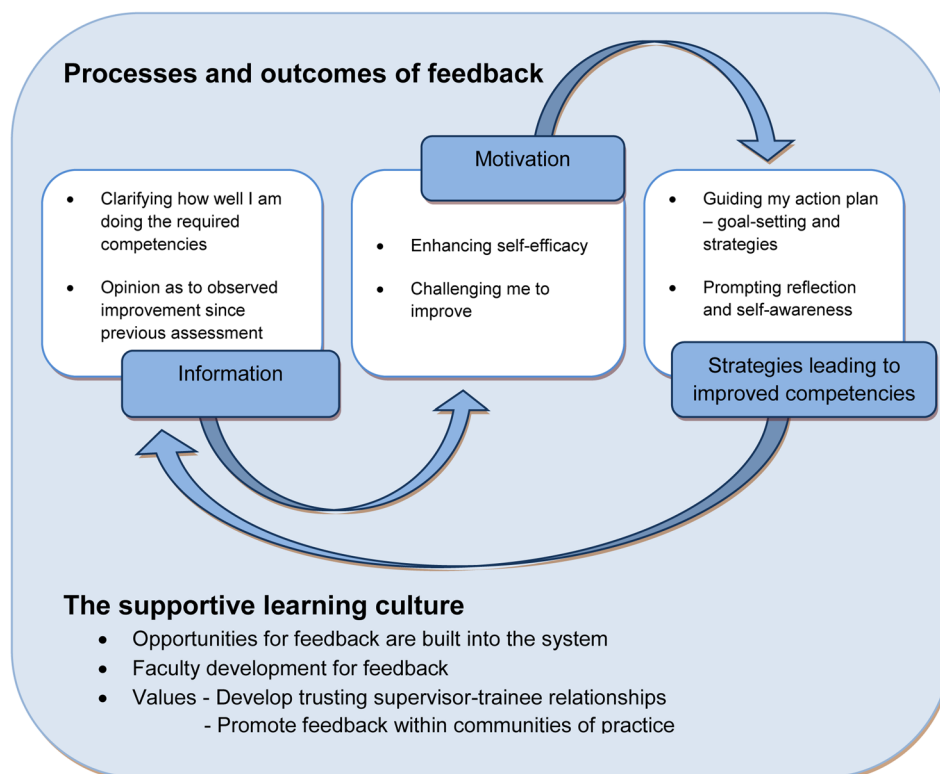 Processes and outcomes of feedback
Motivation
• Clarifying how well I am
doing the required
competencies
• Opinion as to observed
improvement since
previous assessment
Information
• Enhancing self-efficacy
• Challenging me to
improve
• Guiding my action plan
– goal-setting and
strategies
• Prompting reflection
and self-awareness
Strategies leading to
improved competencies
The supportive learning culture
• Opportunities for feedback are built into the system
• Faculty development for feedback
• Values - Develop trusting supervisor-trainee relationships
- Promote feedback within communities of practice